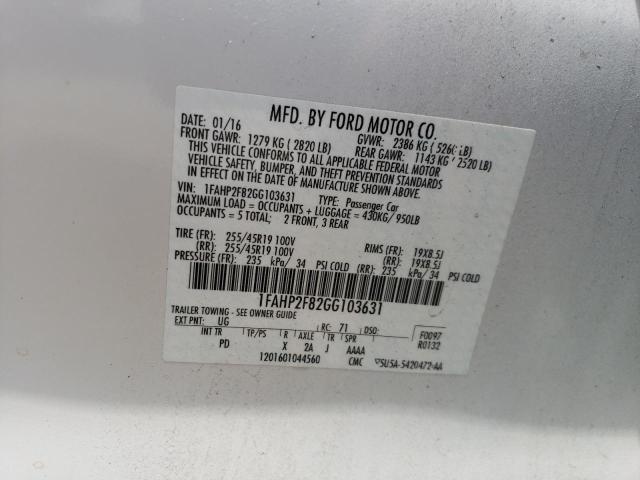 MFD. BY FORD MOTOR CO.
DATE: 01/16 GVWR: 2386 KG ( 526 LB)
FRONT GAWR: 1279 KG ( 2820 LB) REAR GAWR: 1143 KG ( 2520 LB)
THIS VEHICLE CONFORMS TO ALL APPLICABLE FEDERAL MOTOR
VEHICLE SAFETY, BUMPER, AND THEFT PREVENTION STANDARDS
IN EFFECT ON THE DATE OF MANUFACTURE SHOWN ABOVE.
VIN: 1FAHP2F82GG103631 TYPE: Passenger Car
MAXIMUM LOAD = OCCUPANTS + LUGGAGE = 430KG/ 950LB
OCCUPANTS = 5 TOTAL; 2 FRONT, 3 REAR
TIRE (FR): 255/45R19 100V RIMS (FR): 19X8.5J
(RR): 255/45R19 100V (RR): 19X8.5J
PRESSURE (FR): 235 kPa/ 34 PSI COLD (RR): 235 kPa/ 34 PSI COLD
1FAHP2F82GG103631
TRAILER TOWING - SEE OWNER GUIDE
EXT PNT: UG RC: 71 DSO: F0097
INT TR TP/PS R AXLE TR SPR R0132
PD X 2A J AAAA
1201601044560 CMC 5U5A-5420472-AA